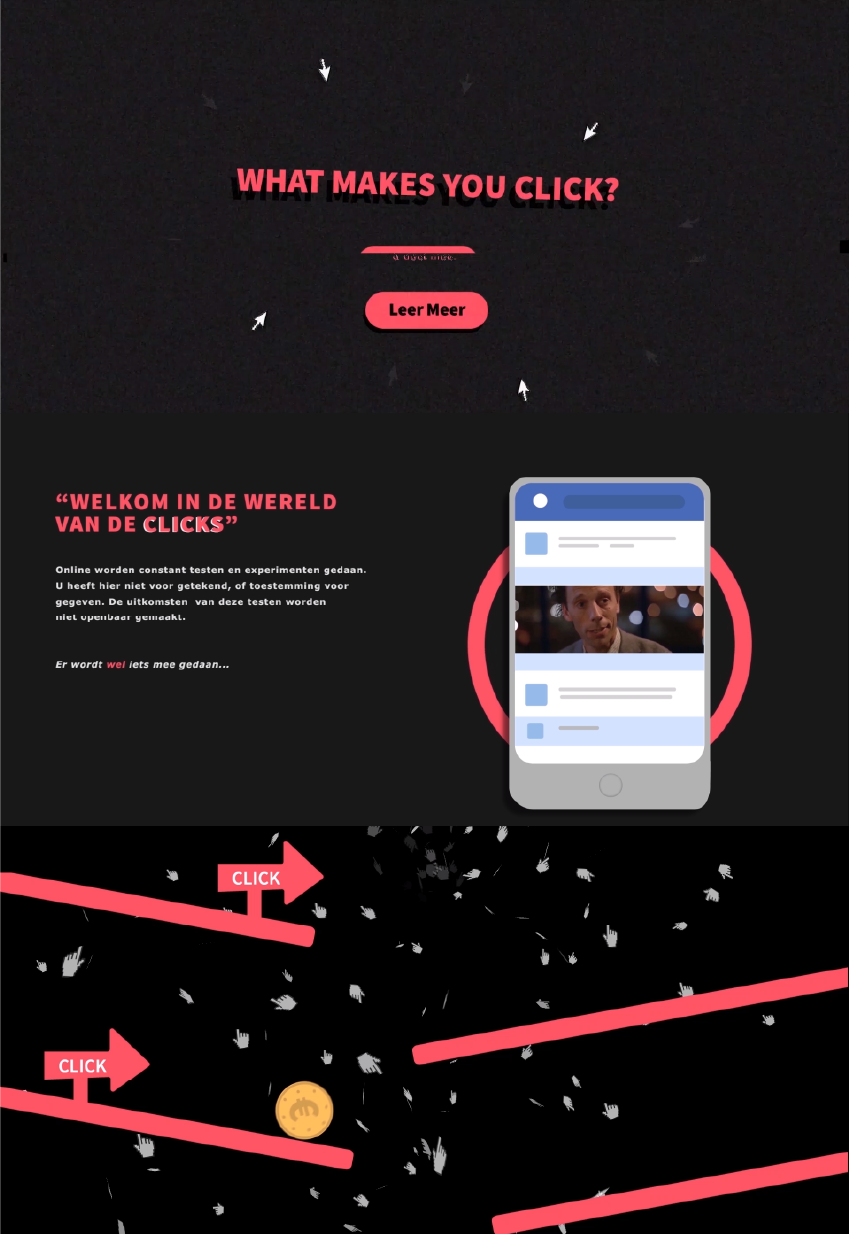 WHAT MAKES YOU CLICK?
Leer Meer
“WELKOM IN DE WERELD
VAN DE CLICKS”
Online worden constant testen en experimenten gedaan.
U heeft hier niet voor getekend, of toestemming voor
gegeven. De uitkomsten van deze testen worden
niet openbaar gemaakt.
Er wordt wel iets mee gedaan...
CLICK
CLICK